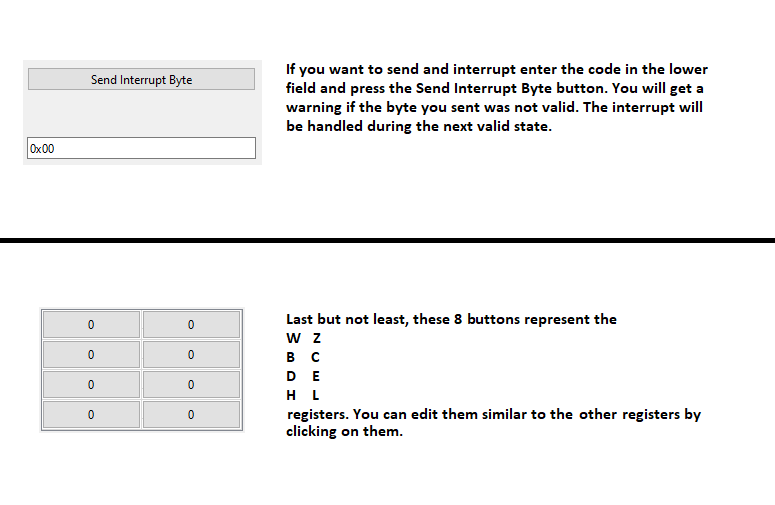 Send Interrupt Byte
0x00
If you want to send and interrupt enter the code in the lower
field and press the Send Interrupt Byte button. You will get a
warning if the byte you sent was not valid. The interrupt will
be handled during the next valid state.
0 0
0 0
0 0
0 0
Last but not least, these 8 buttons represent the
W Z
B C
D E
H L
registers. You can edit them similar to the other registers by
clicking on them.